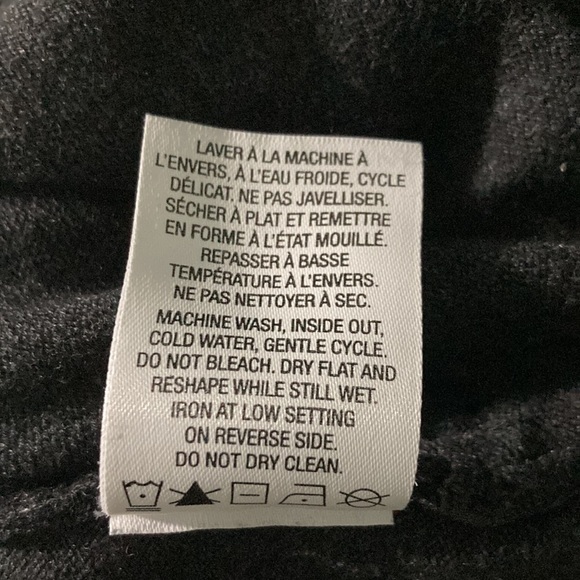 LAVER À LA MACHINE À
L'ENVERS, À L'EAU FROIDE, CYCLE
DÉLICAT. NE PAS JAVELLISER.
SÉCHER À PLAT ET REMETTRE
EN FORME À L'ÉTAT MOUILLÉ.
REPASSER À BASSE
TEMPÉRATURE À L'ENVERS.
NE PAS NETTOYER À SEC.
MACHINE WASH, INSIDE OUT,
COLD WATER, GENTLE CYCLE.
DO NOT BLEACH. DRY FLAT AND
RESHAPE WHILE STILL WET.
IRON AT LOW SETTING
ON REVERSE SIDE.
DO NOT DRY CLEAN.